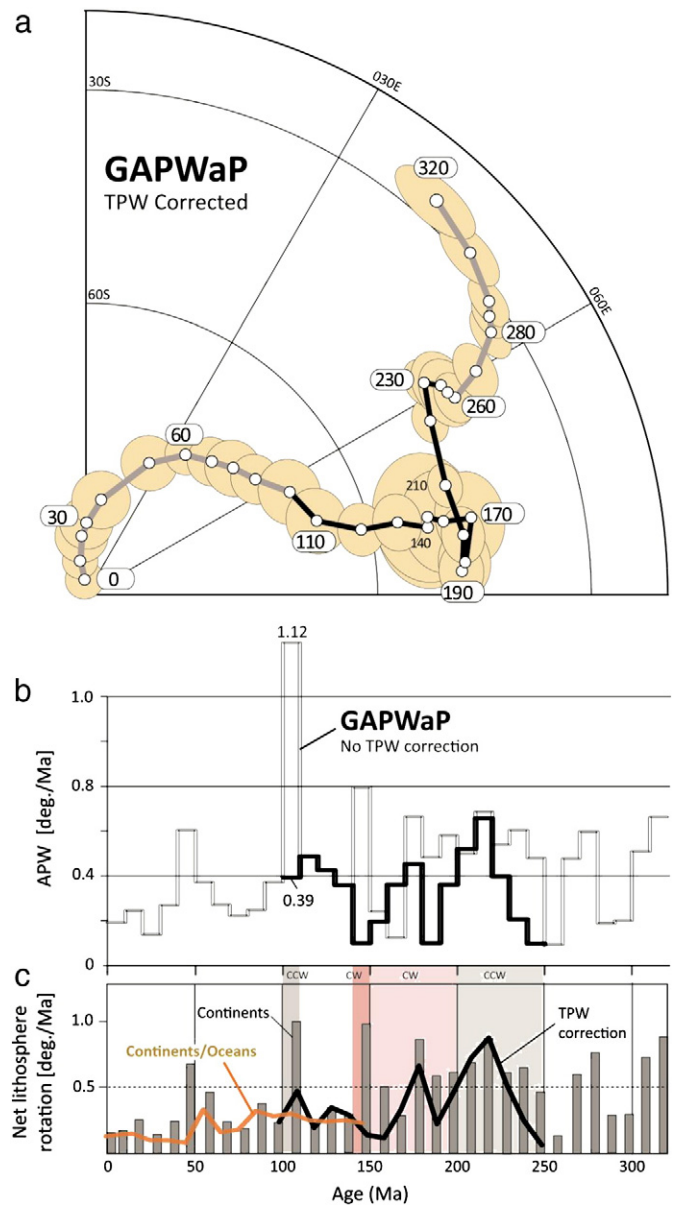 a
030E
30S
GAPWaP
TPW Corrected
320
060E
60S
280
230
260
60
210
170
30
110
140
0
190
1.12
b
1.0
GAPWaP
No TPW correction
0.8
APW [deg./Ma]
0.4
0.39
0
c
CCW
CW
CW
CCW
Net lithosphere
rotation [deg./Ma]
Continents
TPW
correction
1.0
Continents/Oceans
0.5
0
50
100
150
200
250
300
Age (Ma)